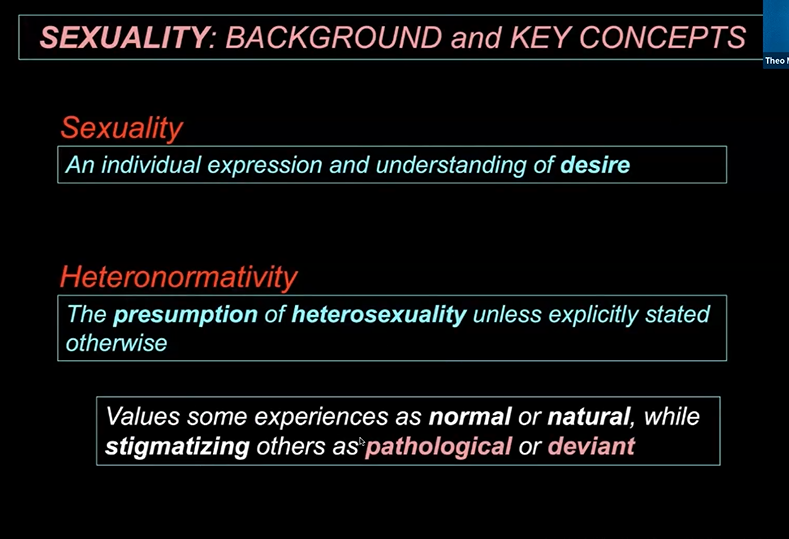 SEXUALITY: BACKGROUND and KEY CONCEPTS
Theo
Sexuality
An individual expression and understanding of desire
Heteronormativity
The presumption of heterosexuality unless explicitly stated
otherwise
Values some experiences as normal or natural, while
stigmatizing others as pathological or deviant